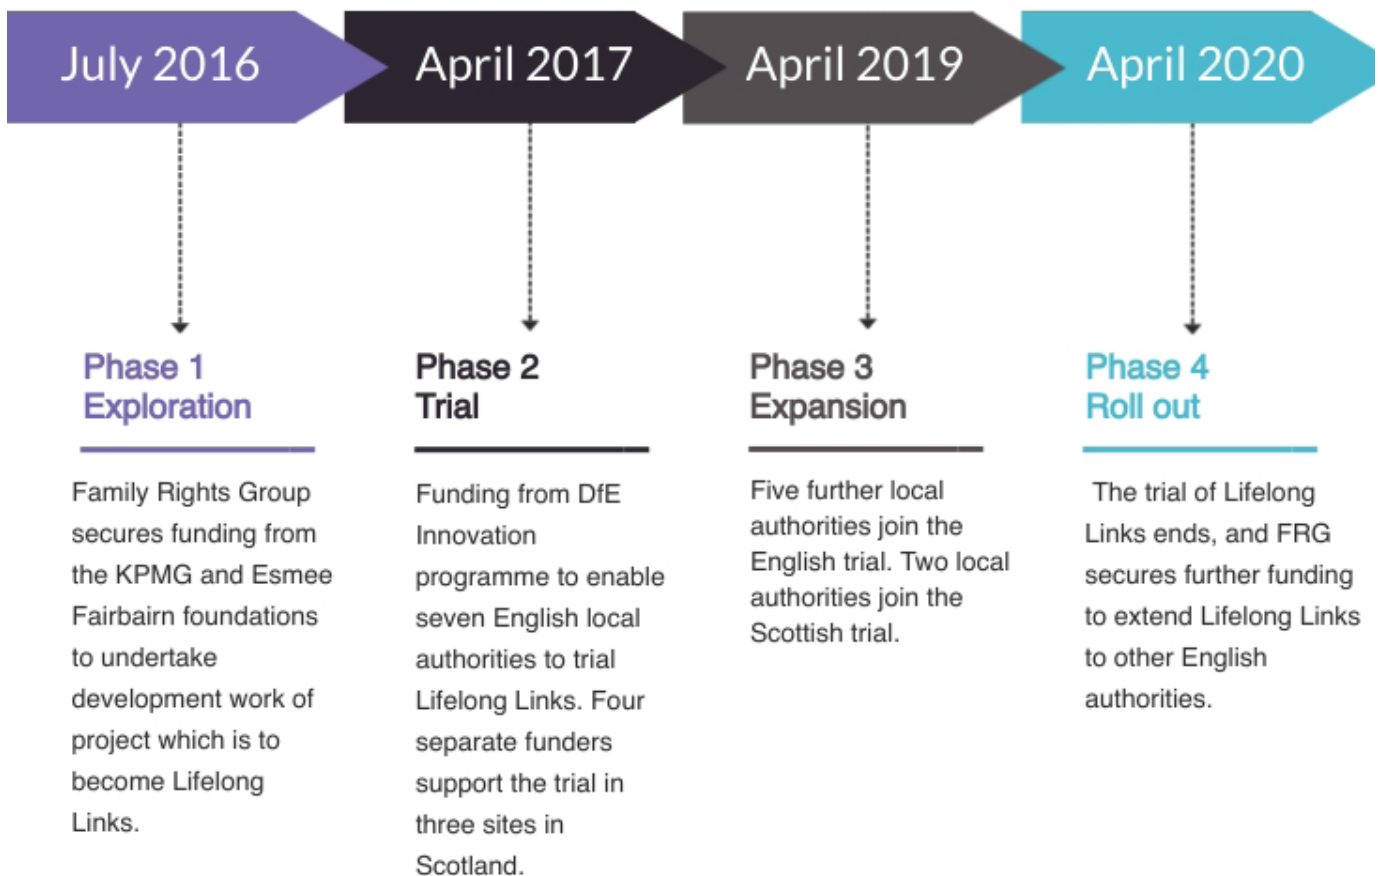 July 2016
April 2017
April 2019
April 2020
Phase 1
Exploration
Family Rights Group
secures funding from
the KPMG and Esmee
Fairbairn foundations
to undertake
development work of
project which is to
become Lifelong
Links.
Phase 2
Trial
Funding from DfE
Innovation
programme to enable
seven English local
authorities to trial
Lifelong Links. Four
separate funders
support the trial in
three sites in
Scotland.
Phase 3
Expansion
Five further local
authorities join the
English trial. Two local
authorities join the
Scottish trial.
Phase 4
Roll out
The trial of Lifelong
Links ends, and FRG
secures further funding
to extend Lifelong Links
to other English
authorities.